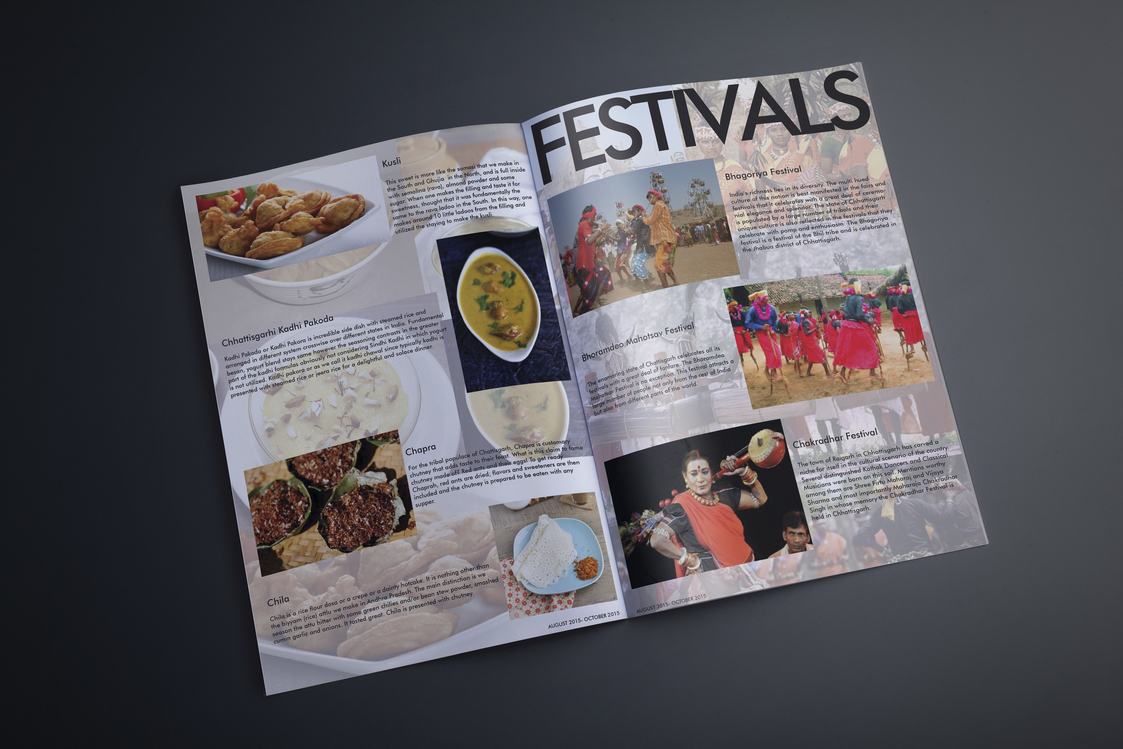 Kusli
This sweet is more like the somasi that we make in
the South and Ghujia in the North, and is full inside
with semolina (rava), almond powder and some
sugar. When one makes the filling and taste it for
sweetness, thought that it was fundamentally the
same to the rava ladoo in the South. In this way, one
makes around 10 little ladoos from the filling and
utilized the staying to make the kusli.
Chhattisgarhi Kadhi Pakoda
Kadhi Pakoda or Kadhi Pakora is incredible side dish with steamed rice and
arranged in different system crosswise over different states in India. Fundamental
besan, yogurt blend stays same however the seasoning contrasts in the greater
part of the kadhi formulas obviously not considering Sindhi Kadhi in which yogurt
is not utilized. Kadhi pakora or as we call it kadhi chawal since typically kadhi is
presented with steamed rice or jeera rice for a delightful and solace dinner.
Chapra
For the tribal populace of Chattisgarh, Chapra is customary
chutney that adds taste to their feast. What is this claim to fame
chutney made of? Red ants and their eggs! To get ready
Chaprah, red ants are dried, flavors and sweeteners are then
included and the chutney is prepared to be eaten with any
supper.
Chila
Chila is a rice flour dosa or a crepe or a dainty hotcake. It is nothing other than
the biyyam (rice) attlu we make in Andhra Pradesh. The main distinction is we
season the attu hitter with some green chilies and/or bean stew powder, smashed
cumin garlic and onions. It tasted great. Chila is presented with chutney.
AUGUST 2015- OCTOBER 2015
FESTIVALS
Bhagoriya Festival
India's richness lies in its diversity. The multi hued
culture of this nation is best manifested in the fairs and
festivals that it celebrates with a great deal of ceremo-
nial elegance and splendor. The state of Chhattisgarh
is populated by a large number of tribals and their
unique culture is also reflected in the festivals that they
celebrate with pomp and enthusiasm. The Bhagoriya
festival is a festival of the Bhil tribe and is celebrated in
the Jhabua district of Chhattisgarh.
Bhoramdeo Mahotsav Festival
The enamoring state of Chattisgarh celebrates all its
festivals with a great deal of fanfare. The Bhoramdeo
Mahotsav Festival is no exception. This festival attracts a
large number of people not only from the rest of India
but also from different parts of the world.
Chakradhar Festival
The town of Raigarh in Chhattisgarh has carved a
niche for itself in the cultural scenario of the country.
Several distinguished Kathak Dancers and Classical
Musicians were born on this soil. Mentions worthy
among them are Shree Firtu Maharaj and Vijaya
Sharma and most importantly Maharaja Chakradhar
Singh in whose memory the Chakradhar Festival is
held in Chhattisgarh.
AUGUST 2015- OCTOBER 2015